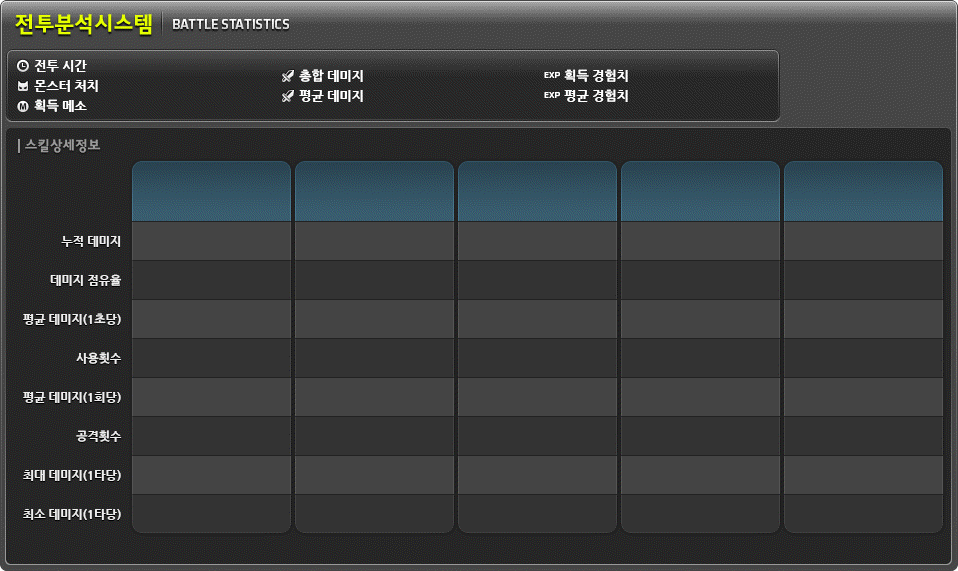 전투분석시스템 BATTLE STATISTICS
전투 시간
몬스터 처치
M 획득 메소
총합 데미지
평균 데미지
EXP 획득 경험치
EXP 평균 경험치
스킬상세정보
누적 데미지
데미지 점유율
평균 데미지(1초당)
사용횟수
평균 데미지(1회당)
공격횟수
최대 데미지(1타당)
최소 데미지(1타당)